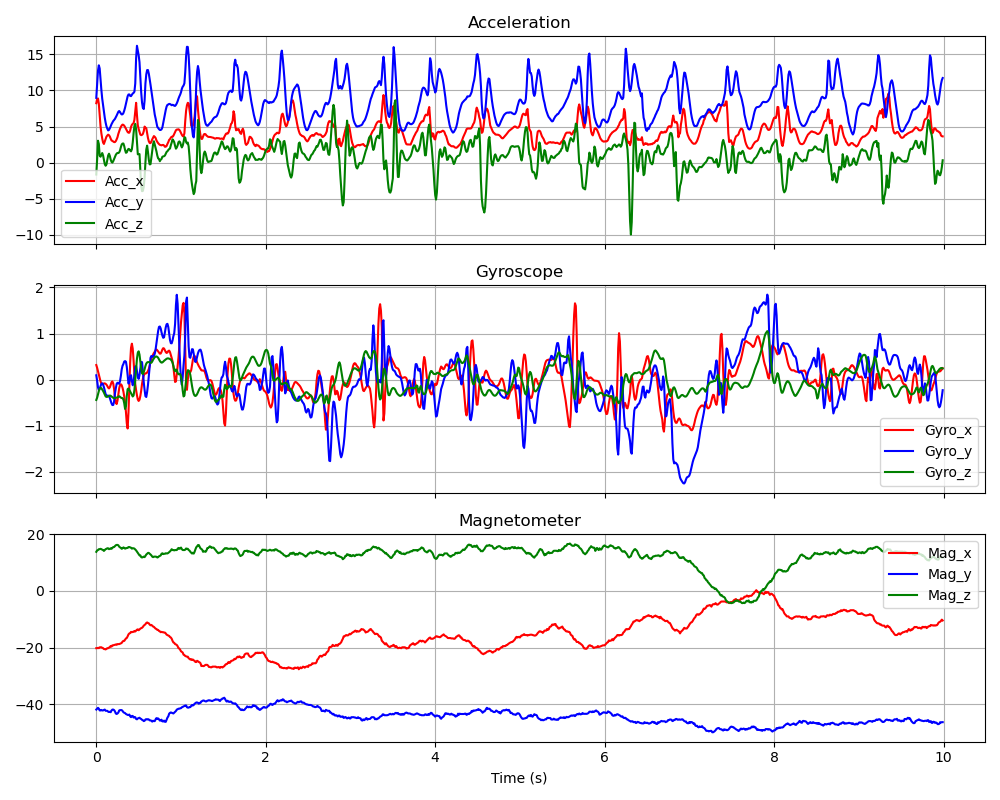 Acceleration
15
10
5
0
−5
−10
Acc_x
Acc_y
Acc_z
Gyroscope
2
1
0
−1
−2
Gyro_x
Gyro_y
Gyro_z
Magnetometer
20
0
−20
−40
Mag_x
Mag_y
Mag_z
0 2 4 6 8 10
Time (s)